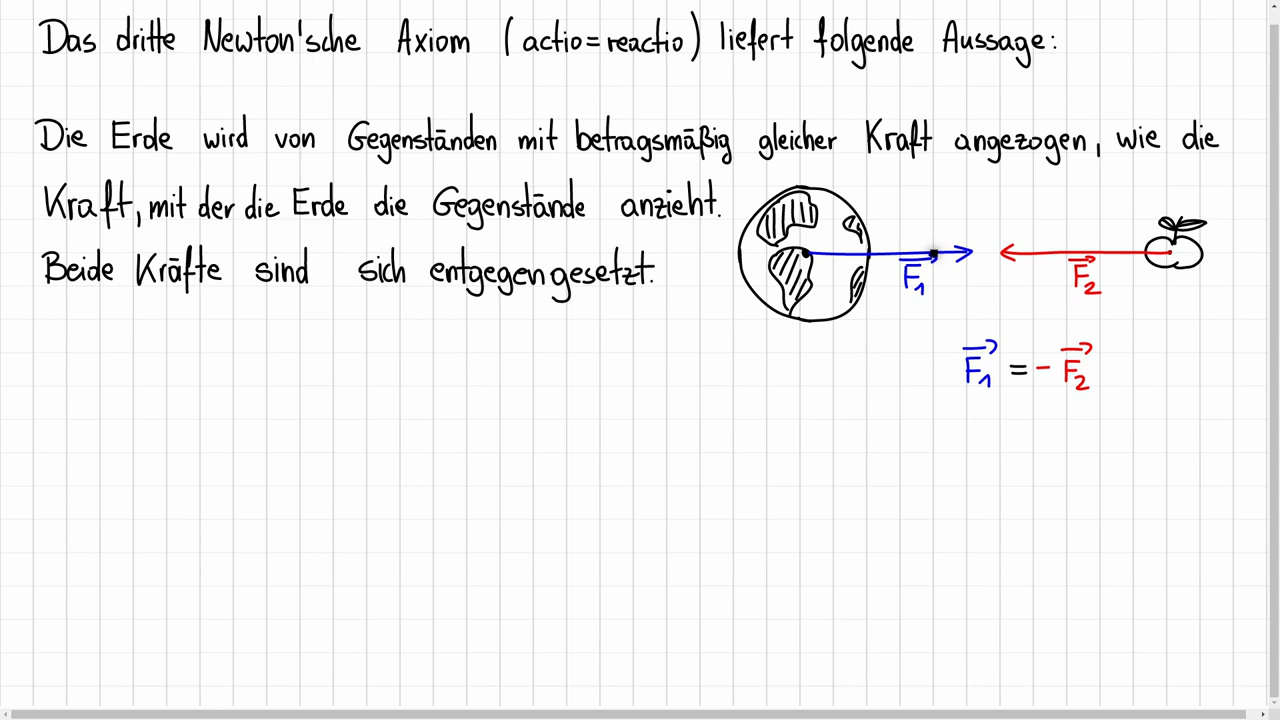 Das dritte Newton'sche Axiom (actio=reactio) liefert folgende Aussage:
Die Erde wird von Gegenständen mit betragsmäßig gleicher Kraft angezogen, wie die
Kraft, mit der die Erde die Gegenstände anzieht.
Beide Kräfte sind sich entgegengesetzt.
F₁
F₂
F₁ = - F₂